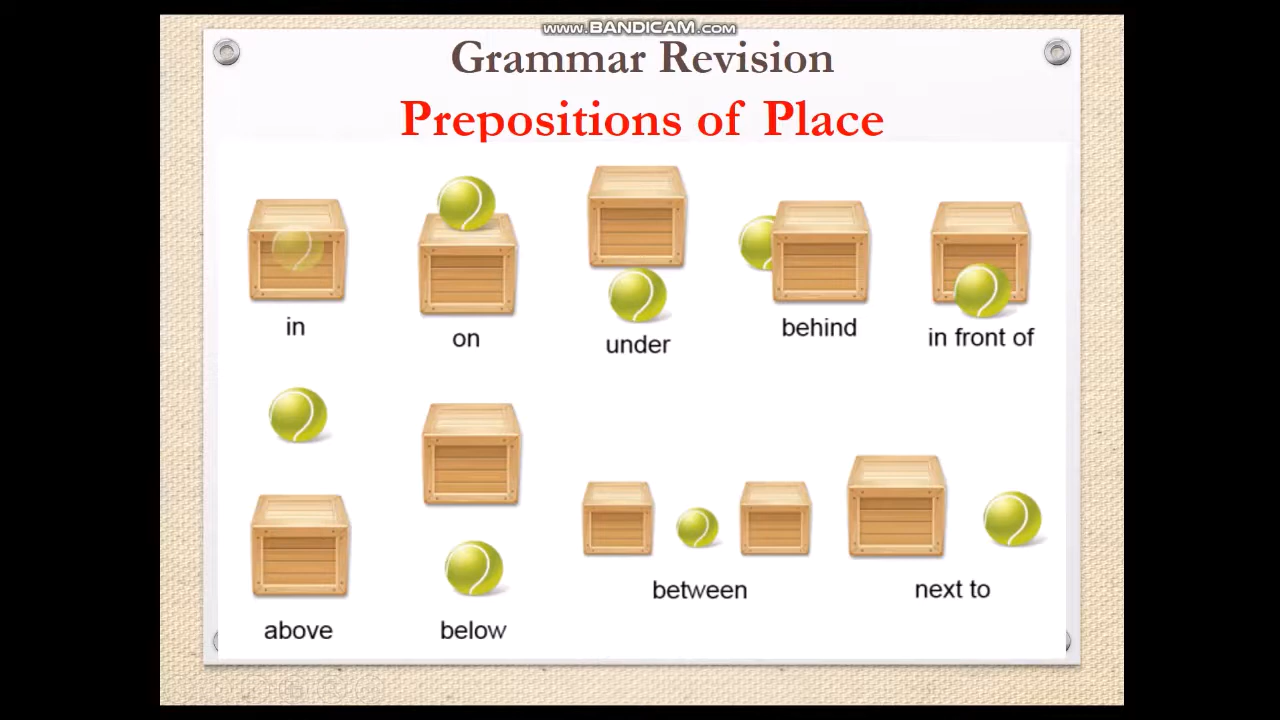 www.BANDICAM.com
Grammar Revision
Prepositions of Place
in
on
under
behind
in front of
above
below
between
next to